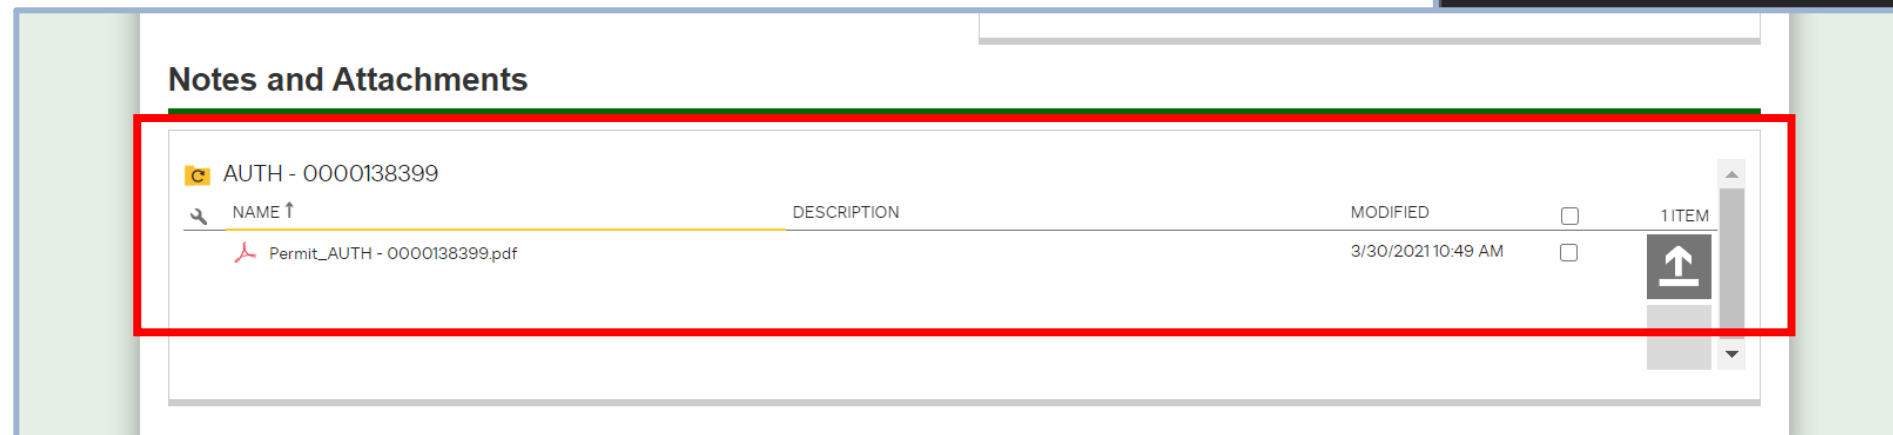 Notes and Attachments
AUTH - 0000138399
NAME DESCRIPTION MODIFIED 1 ITEM
Permit_AUTH - 0000138399.pdf 3/30/2021 10:49 AM